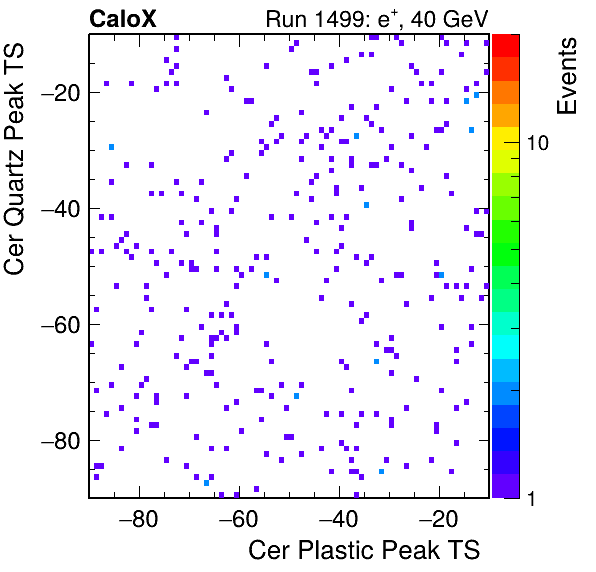 CaloX Run 1499: e⁺, 40 GeV
Events
Cer Quartz Peak TS
−20
−40
−60
−80
10
1
−80 −60 −40 −20
Cer Plastic Peak TS